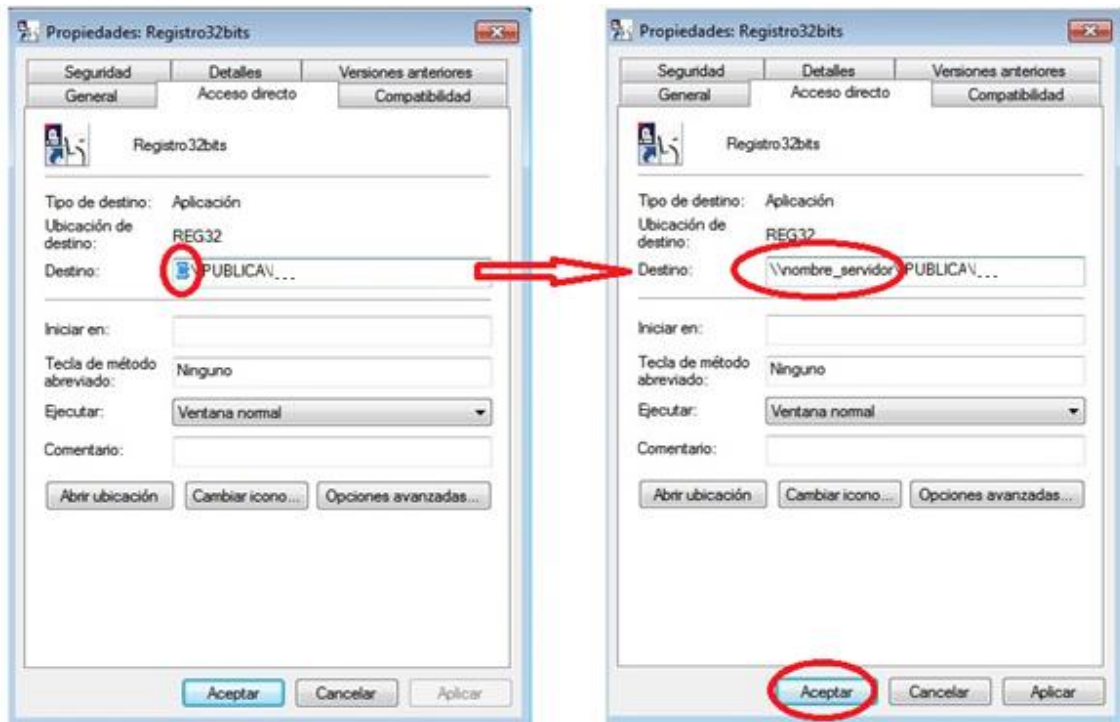 Propiedades: Registro32bits
Seguridad Detalles Versiones anteriores
General Acceso directo Compatibilidad
Registro32bits
Tipo de destino: Aplicación
Ubicación de
destino: REG32
Destino: \PUBLICA\_ _ _
Iniciar en:
Tecla de método
abreviado: Ninguno
Ejecutar: Ventana normal
Comentario:
Abrir ubicación Cambiar icono... Opciones avanzadas...
Aceptar Cancelar Aplicar
Propiedades: Registro32bits
Seguridad Detalles Versiones anteriores
General Acceso directo Compatibilidad
Registro32bits
Tipo de destino: Aplicación
Ubicación de
destino: REG32
Destino: \\nombre_servidor\PUBLICA\_ _ _
Iniciar en:
Tecla de método
abreviado: Ninguno
Ejecutar: Ventana normal
Comentario:
Abrir ubicación Cambiar icono... Opciones avanzadas...
Aceptar Cancelar Aplicar